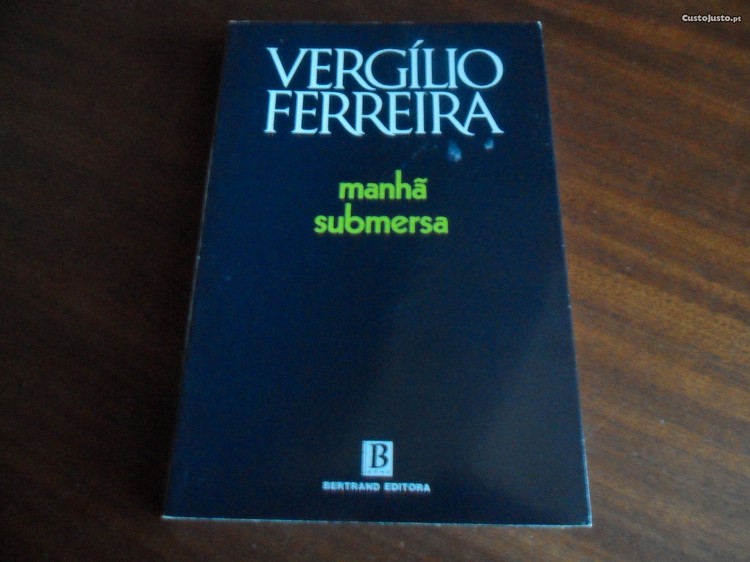 CustoJusto.pt
VERGÍLIO
FERREIRA
manhã
submersa
B
BERTRAND EDITORA